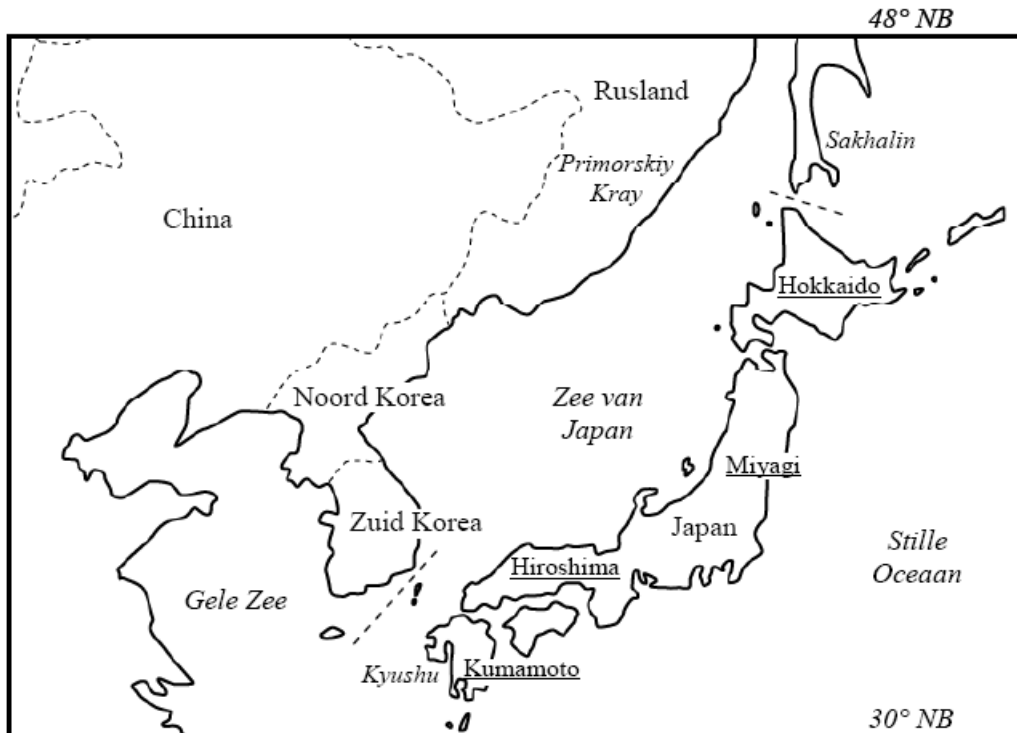 48° NB
Rusland
Sakhalin
Primorskiy
Kray
China
Hokkaido
Noord Korea
Zee van
Japan
Miyagi
Zuid Korea
Japan
Stille
Oceaan
Hiroshima
Gele Zee
Kyushu
Kumamoto
30° NB